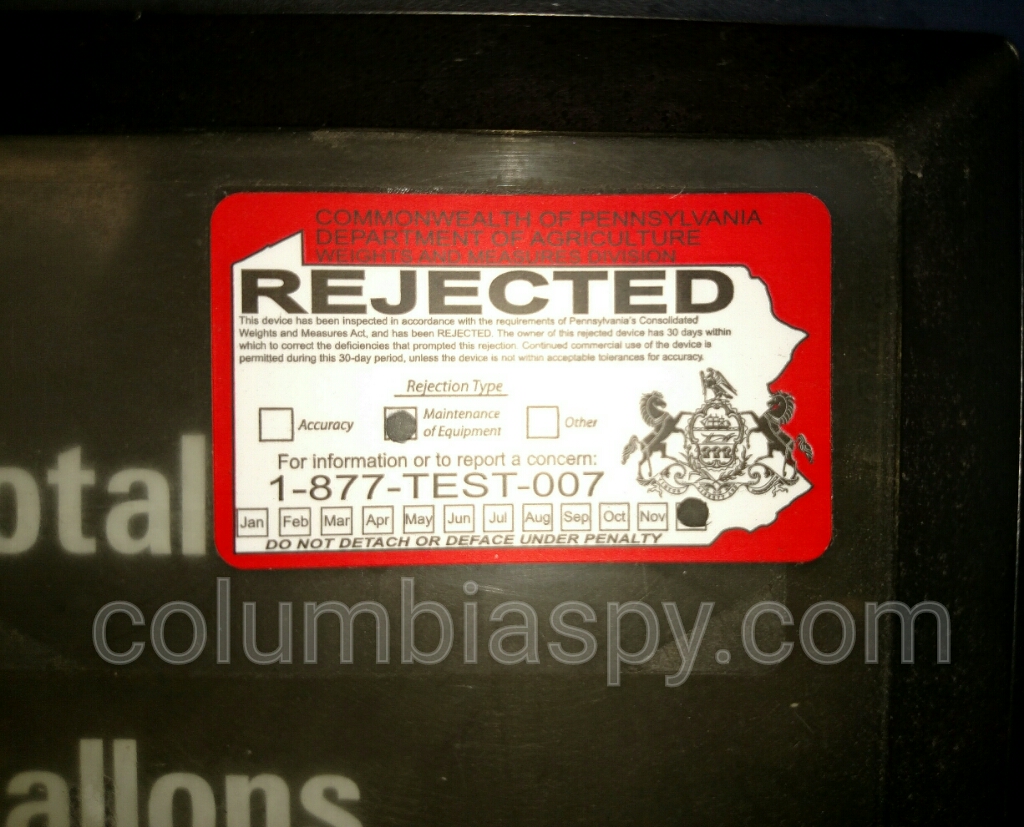 COMMONWEALTH OF PENNSYLVANIA
DEPARTMENT OF AGRICULTURE
WEIGHTS AND MEASURES DIVISION
REJECTED
This device has been inspected in accordance with the requirements of Pennsylvania's Consolidated
Weights and Measures Act, and has been REJECTED. The owner of this rejected device has 30 days within
which to correct the deficiencies that prompted this rejection. Continued commercial use of the device is
permitted during this 30-day period, unless the device is not within acceptable tolerances for accuracy.
Rejection Type
Accuracy
Maintenance
of Equipment
Other
For information or to report a concern:
1-877-TEST-007
Jan Feb Mar Apr May Jun Jul Aug Sep Oct Nov
DO NOT DETACH OR DEFACE UNDER PENALTY
otal
columbiaspy.com
allons